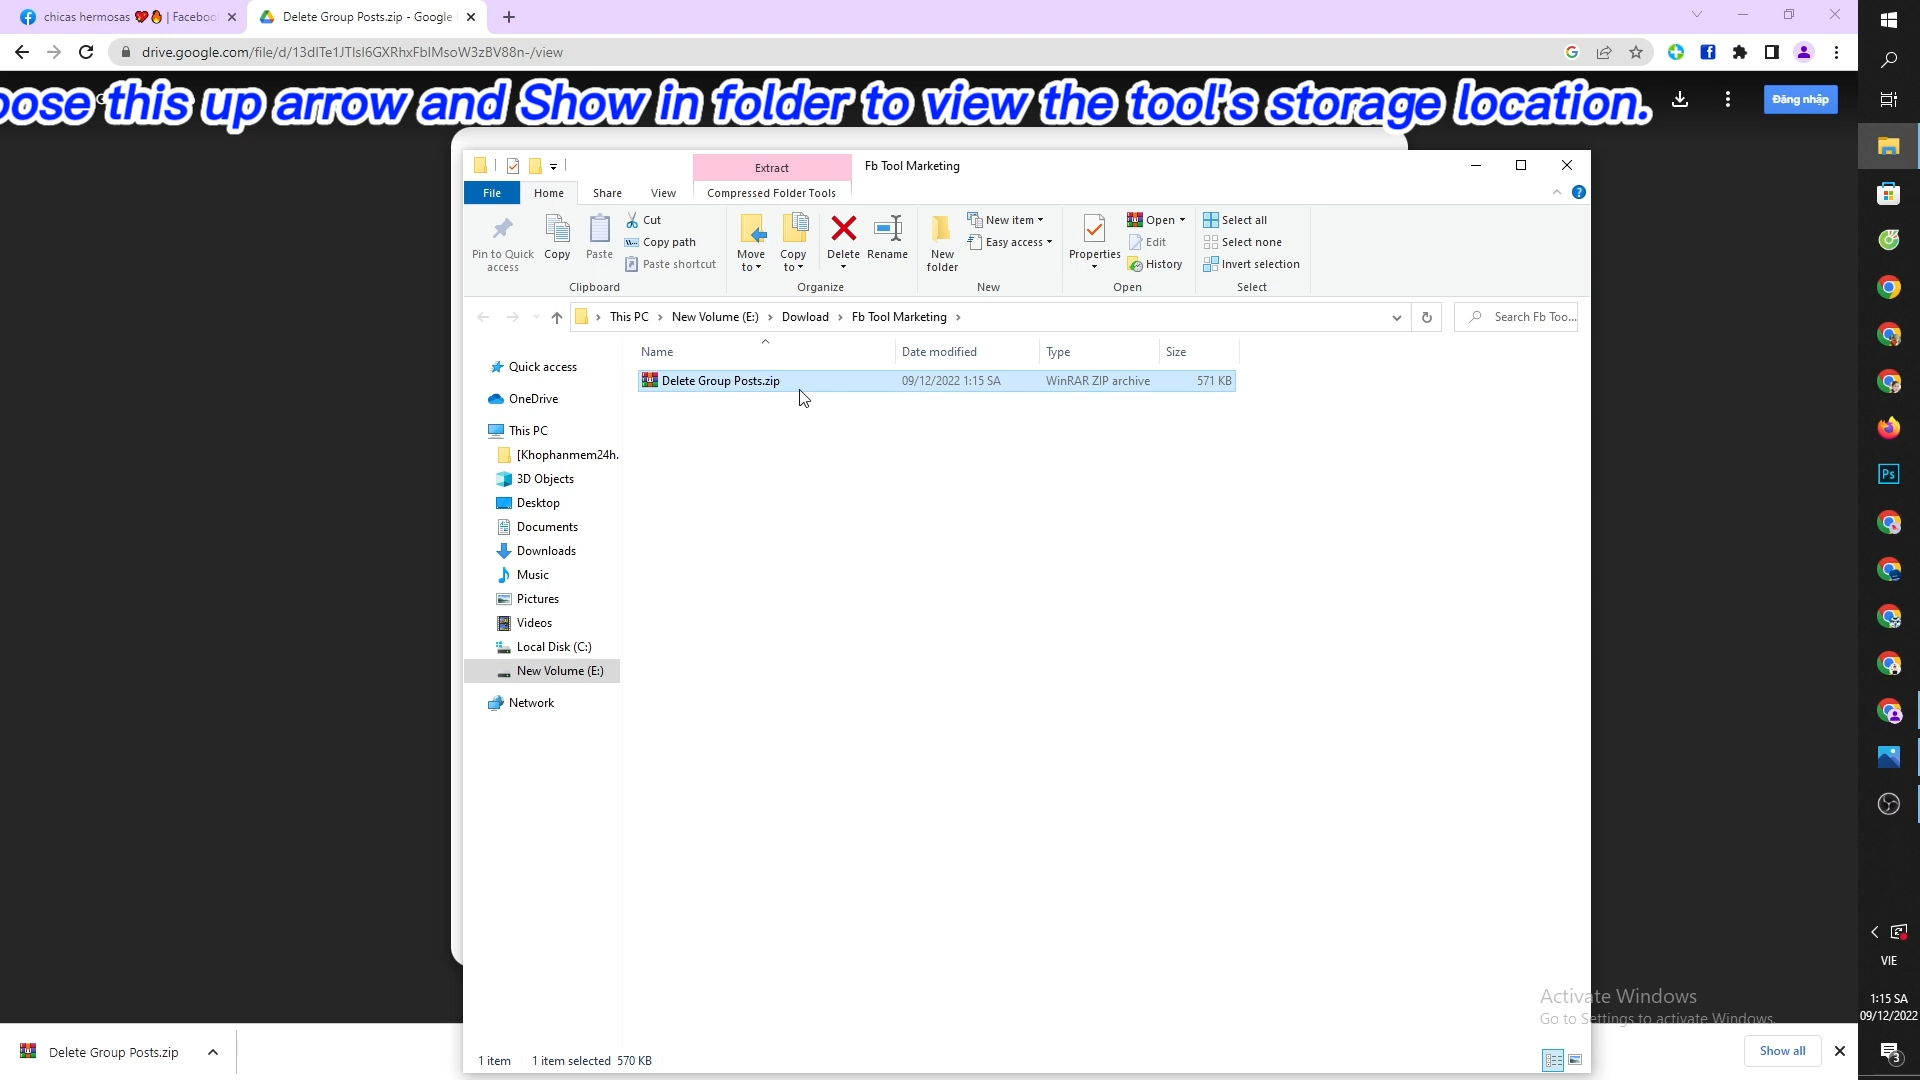 chicas hermosas ❤️🔥 | Faceboo
Delete Group Posts.zip - Google
drive.google.com/file/d/13dITe1JTIsI6GXRhxFbIMsoW3zBV88n-/view
oose this up arrow and Show in folder to view the tool's storage location.
Đăng nhập
Extract
Fb Tool Marketing
File
Home
Share
View
Compressed Folder Tools
Pin to Quick access
Copy
Paste
Cut
Copy path
Paste shortcut
Clipboard
Move to
Copy to
Delete
Rename
Organize
New folder
New item
Easy access
New
Properties
Open
Edit
History
Open
Select all
Select none
Invert selection
Select
This PC > New Volume (E:) > Dowload > Fb Tool Marketing >
Search Fb Too...
Name
Date modified
Type
Size
Delete Group Posts.zip
09/12/2022 1:15 SA
WinRAR ZIP archive
571 KB
Quick access
OneDrive
This PC
[Khophanmem24h.
3D Objects
Desktop
Documents
Downloads
Music
Pictures
Videos
Local Disk (C:)
New Volume (E:)
Network
1 item
1 item selected 570 KB
Activate Windows
Go to Settings to activate Windows.
Delete Group Posts.zip
Show all
Ps
VIE
1:15 SA
09/12/2022
3